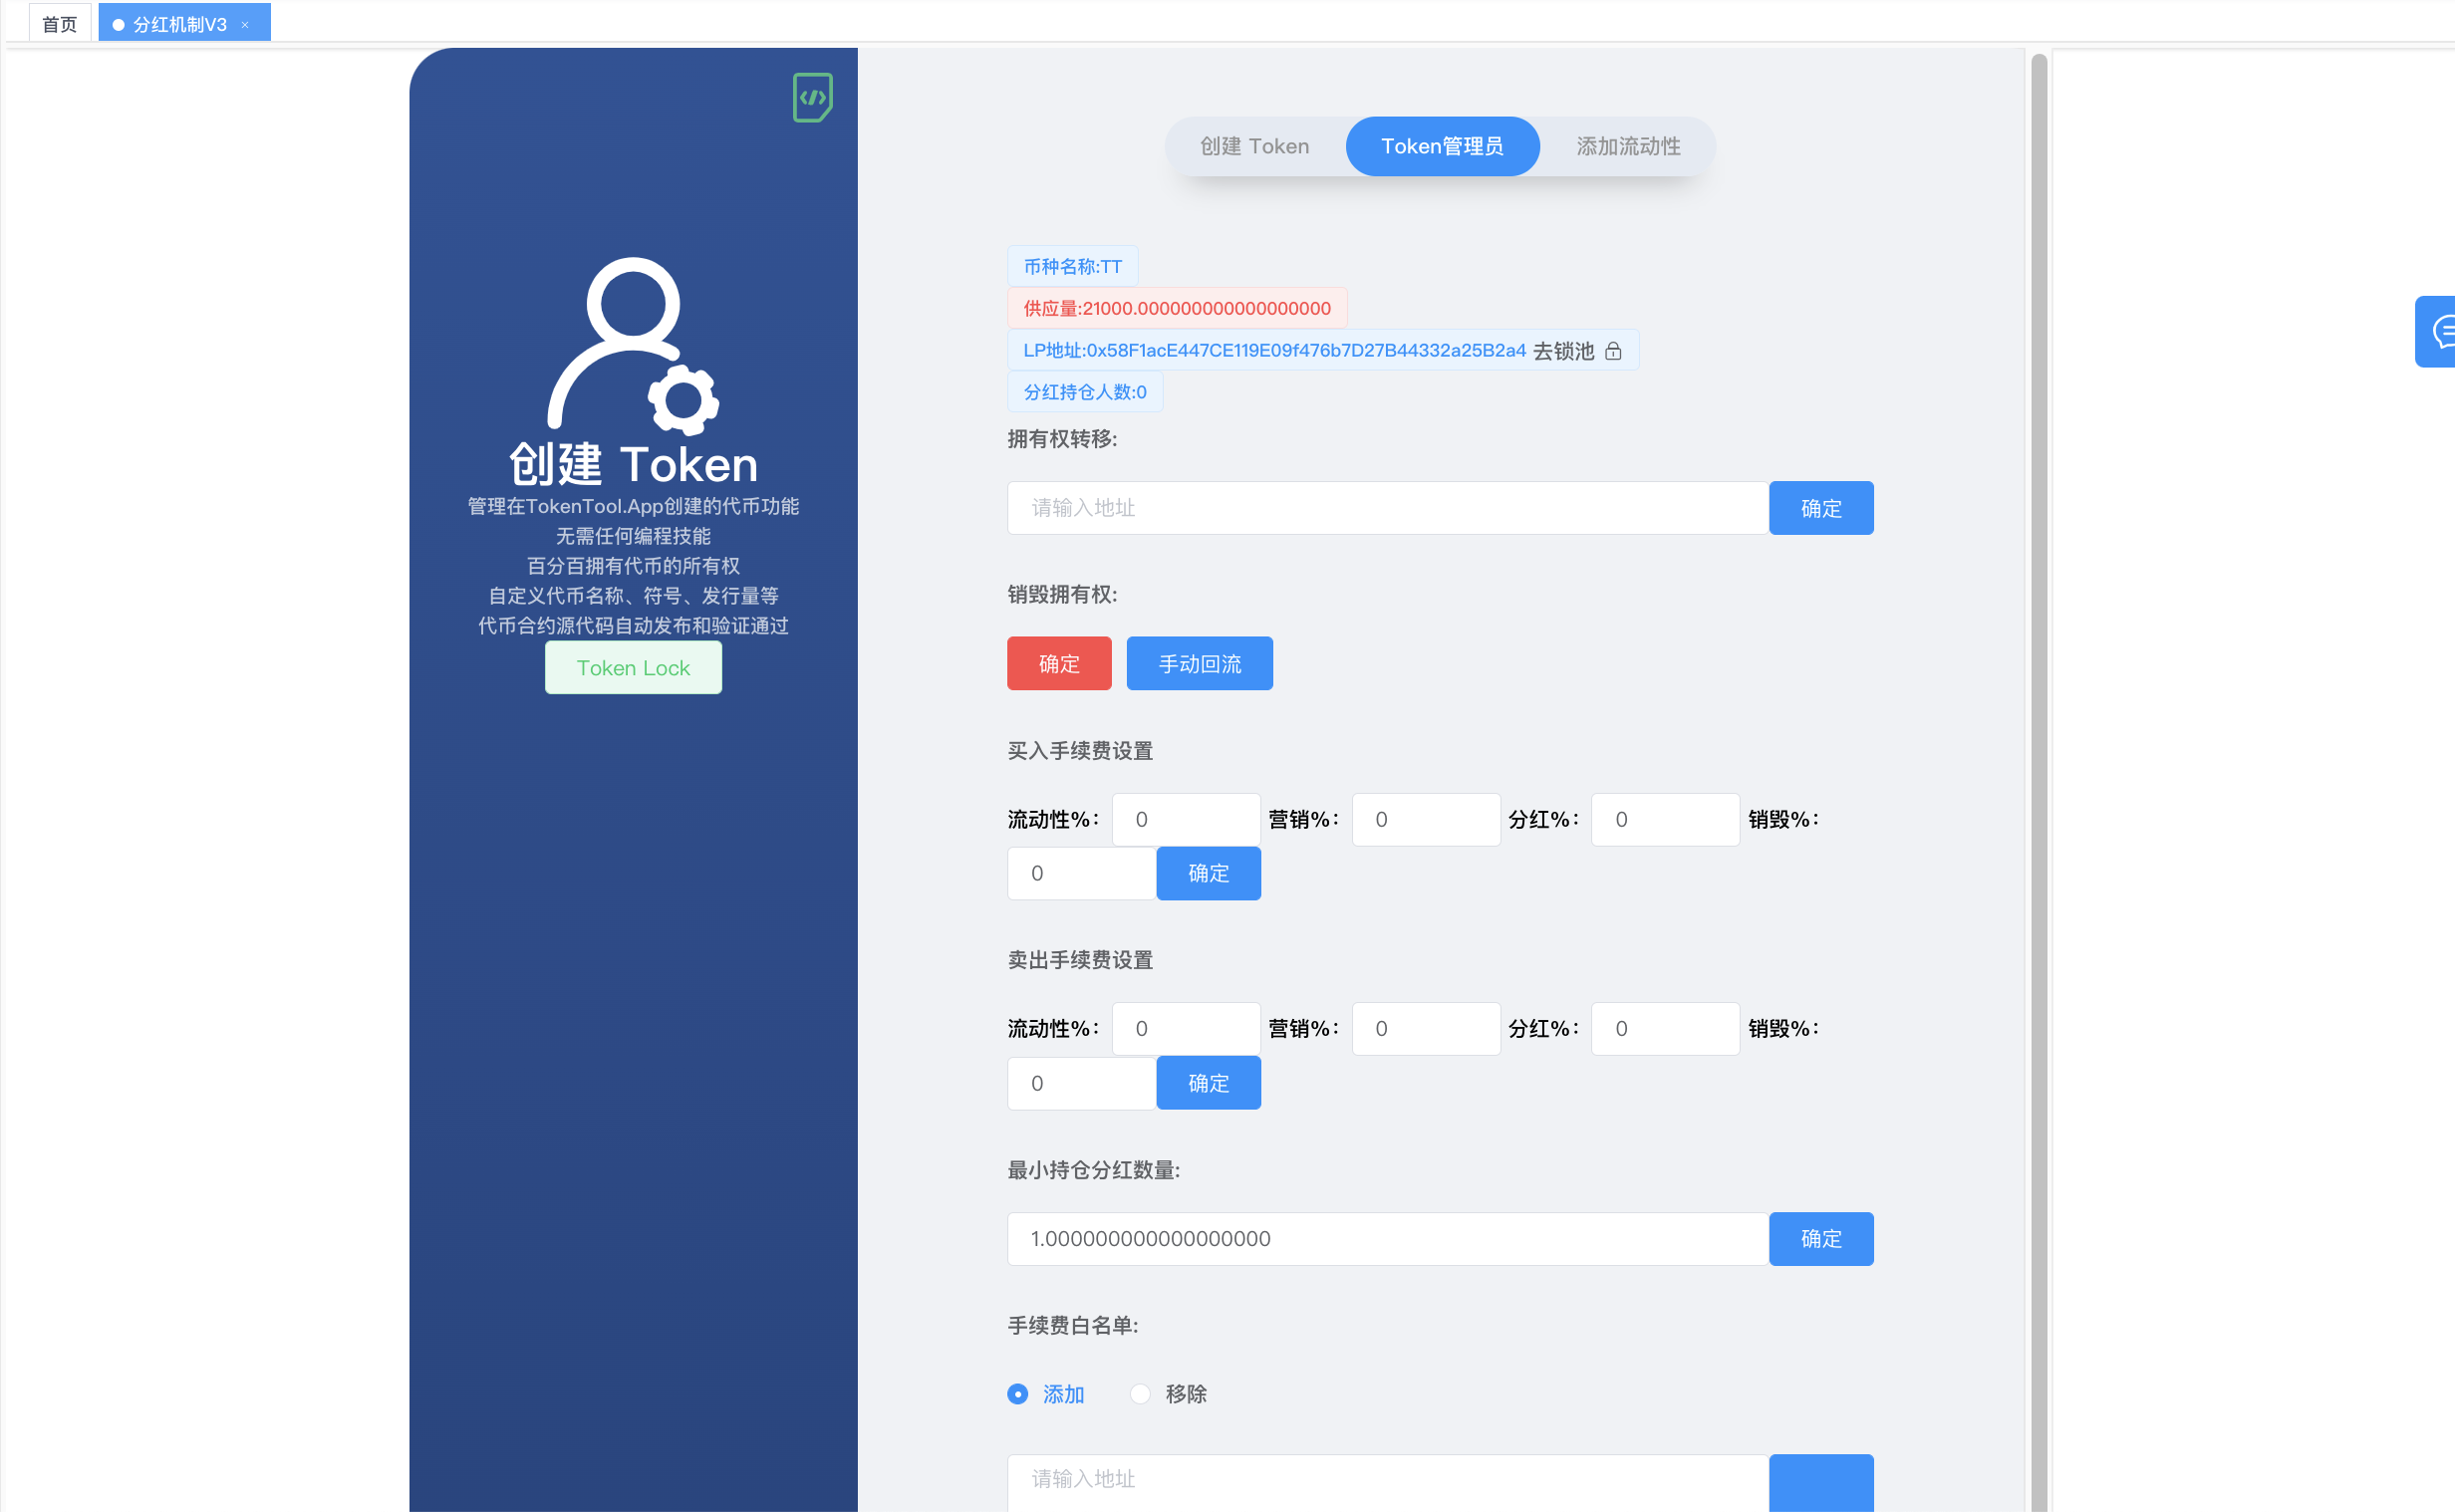 首页
分红机制V3 ×
创建 Token
Token管理员
添加流动性
创建 Token
管理在TokenTool.App创建的代币功能
无需任何编程技能
百分百拥有代币的所有权
自定义代币名称、符号、发行量等
代币合约源代码自动发布和验证通过
Token Lock
币种名称:TT
供应量:21000.000000000000000000
LP地址:0x58F1acE447CE119E09f476b7D27B44332a25B2a4 去锁池
分红持仓人数:0
拥有权转移:
请输入地址 确定
销毁拥有权:
确定 手动回流
买入手续费设置
流动性%: 0 营销%: 0 分红%: 0 销毁%:
0 确定
卖出手续费设置
流动性%: 0 营销%: 0 分红%: 0 销毁%:
0 确定
最小持仓分红数量:
1.000000000000000000 确定
手续费白名单:
添加 移除
请输入地址